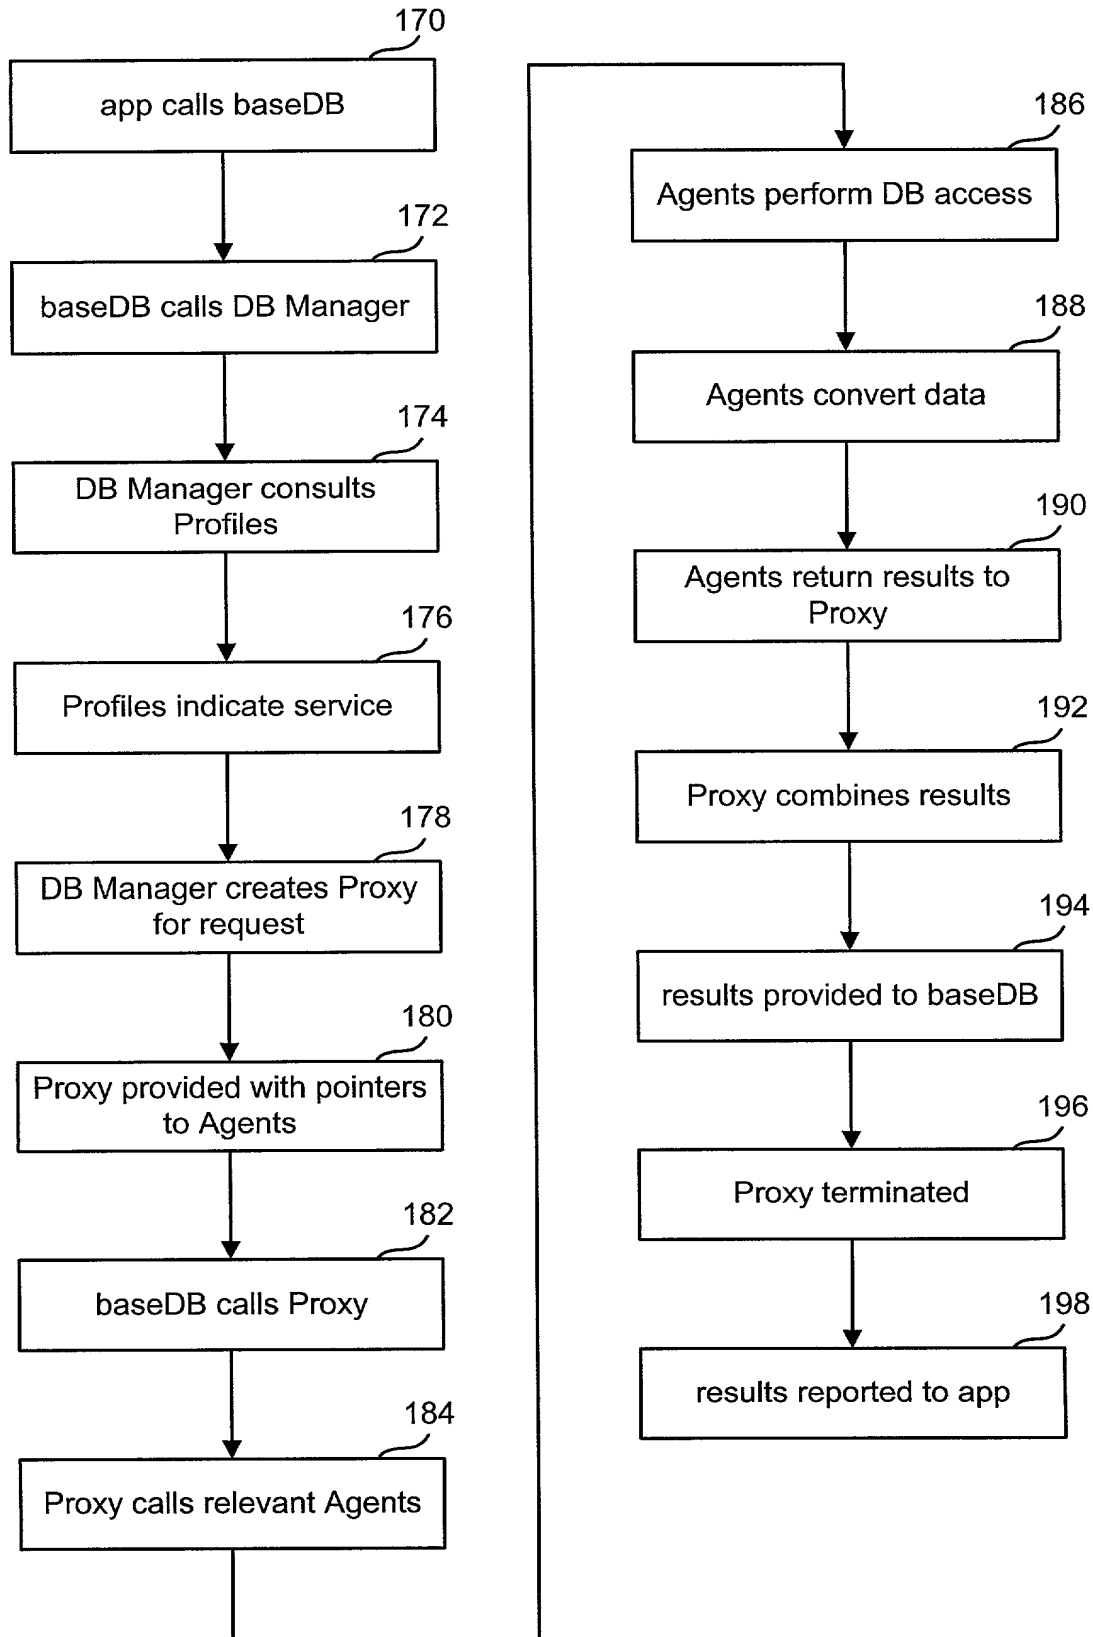 170
app calls baseDB
172
baseDB calls DB Manager
174
DB Manager consults
Profiles
176
Profiles indicate service
178
DB Manager creates Proxy
for request
180
Proxy provided with pointers
to Agents
182
baseDB calls Proxy
184
Proxy calls relevant Agents
186
Agents perform DB access
188
Agents convert data
190
Agents return results to
Proxy
192
Proxy combines results
194
results provided to baseDB
196
Proxy terminated
198
results reported to app